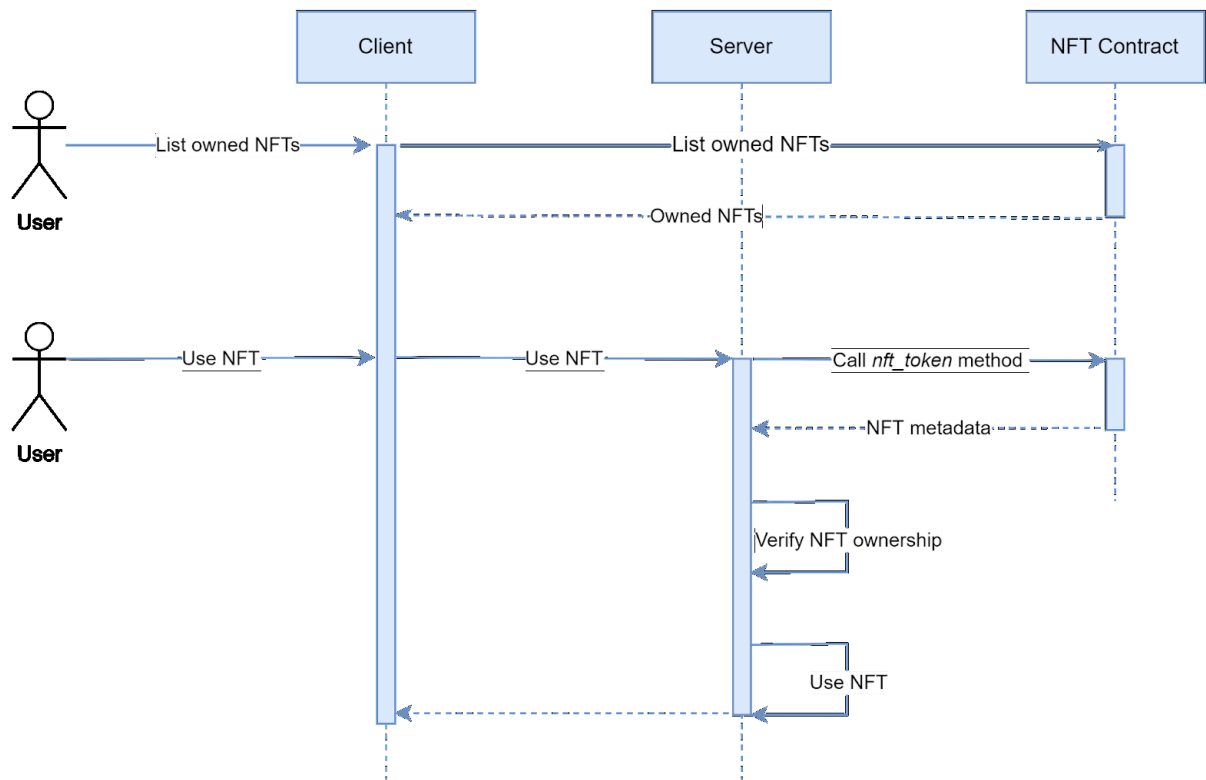 Client
Server
NFT Contract
List owned NFTs
List owned NFTs
User
Owned NFTs
Use NFT
Use NFT
Call nft_token method
User
NFT metadata
Verify NFT ownership
Use NFT